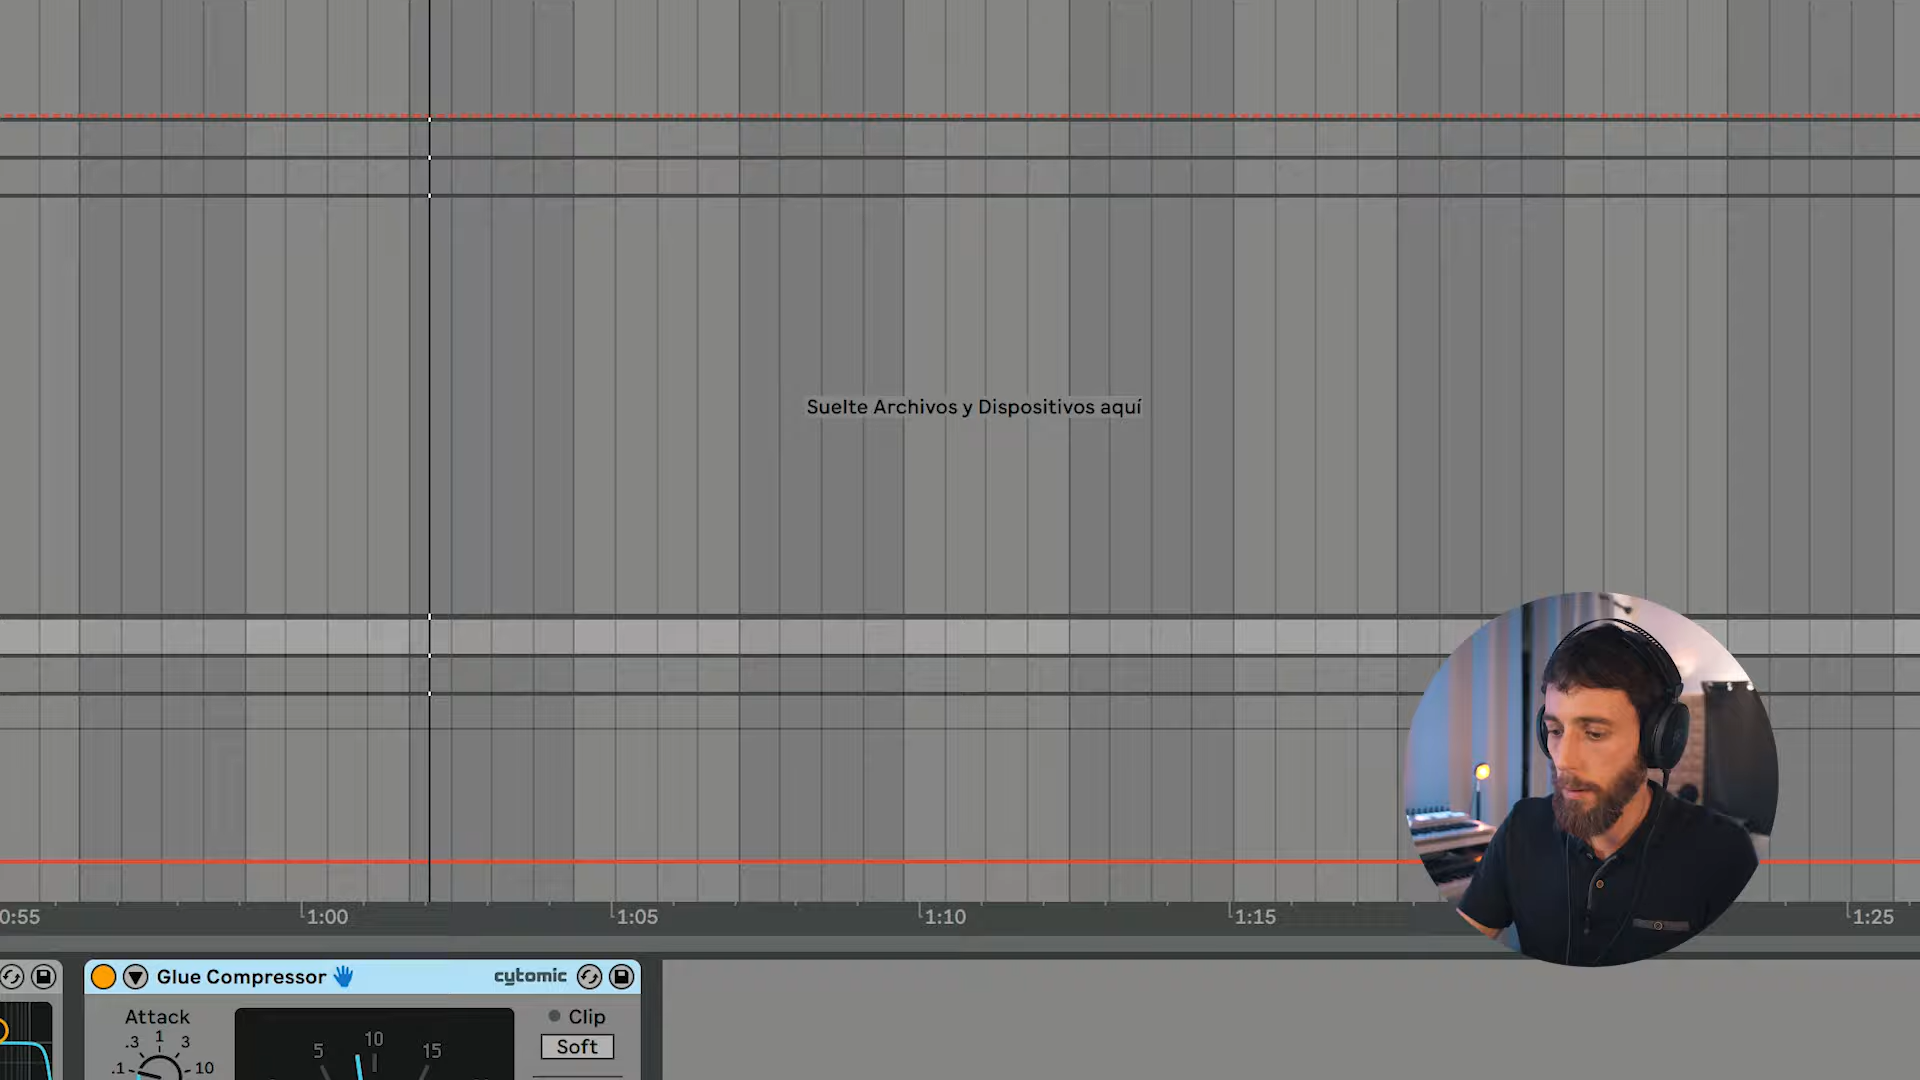 Suelte Archivos y Dispositivos aquí
0:55
1:00
1:05
1:10
1:15
1:25
Glue Compressor
cytomic
Attack
Clip
.3
1
3
.1
10
5
10
15
Soft